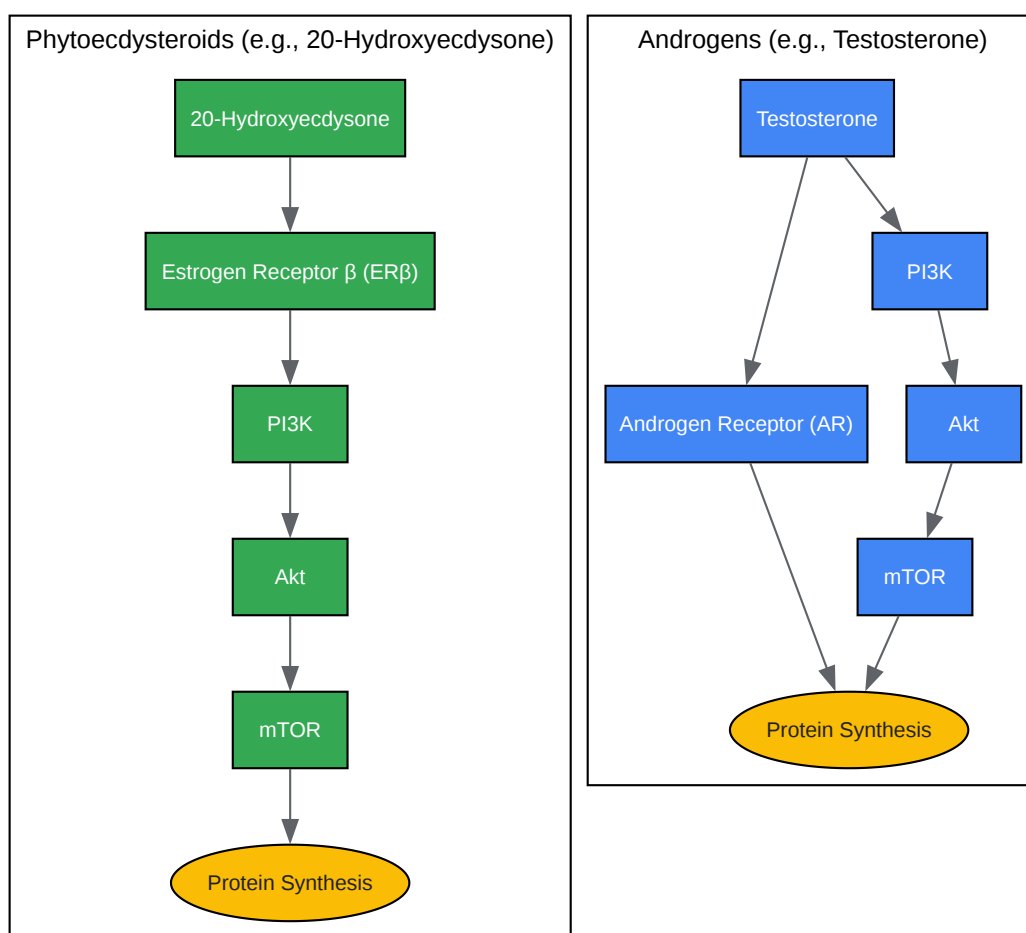 Phytoecdysteroids (e.g., 20-Hydroxyecdysone)
20-Hydroxyecdysone
Estrogen Receptor β (ERβ)
PI3K
Akt
mTOR
Protein Synthesis
Androgens (e.g., Testosterone)
Testosterone
PI3K
Androgen Receptor (AR)
Akt
mTOR
Protein Synthesis